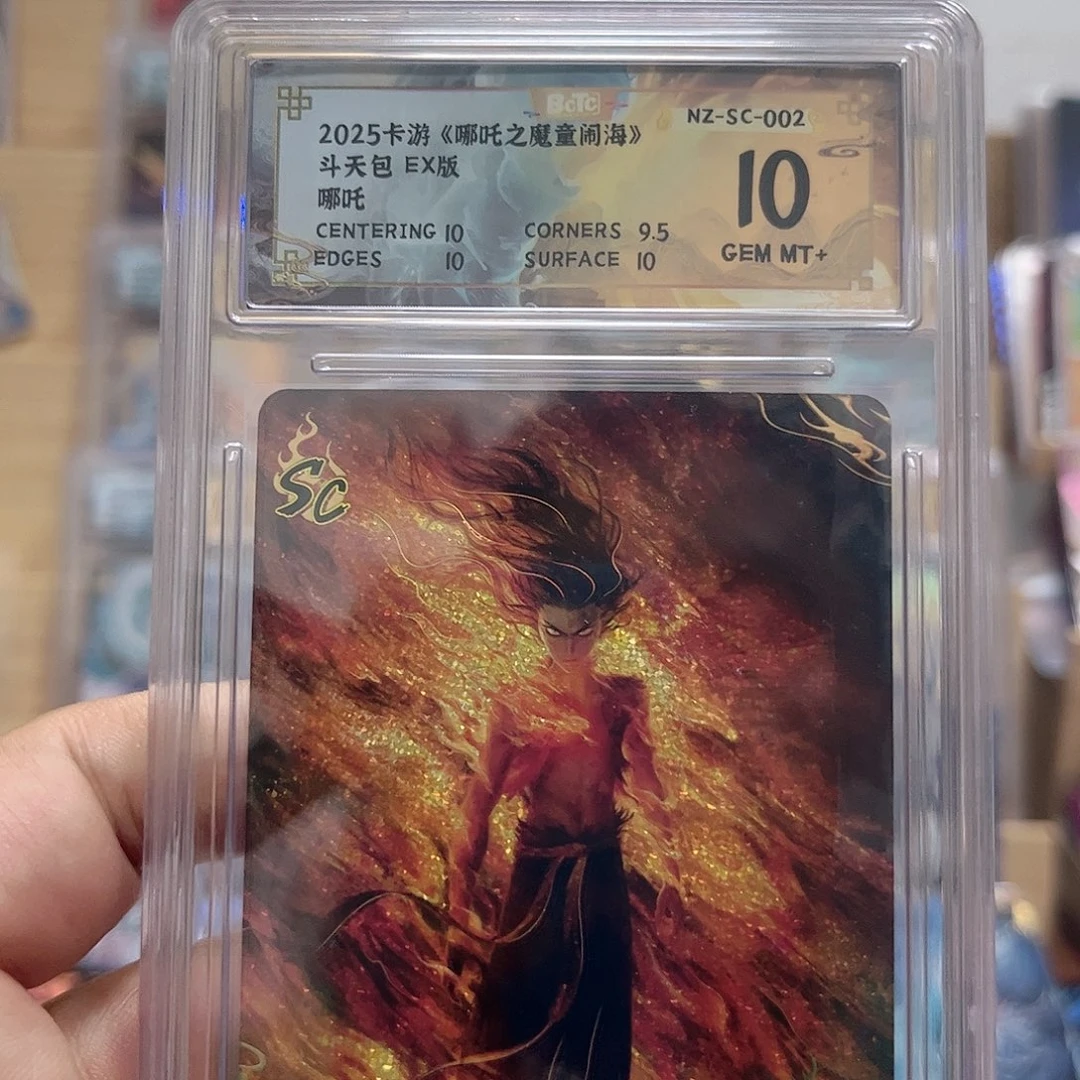 BCTC
NZ-SC-002
2025卡游《哪吒之魔童闹海》
斗天包 EX版
哪吒
10
CENTERING 10 CORNERS 9.5
EDGES 10 SURFACE 10
GEM MT+
SC